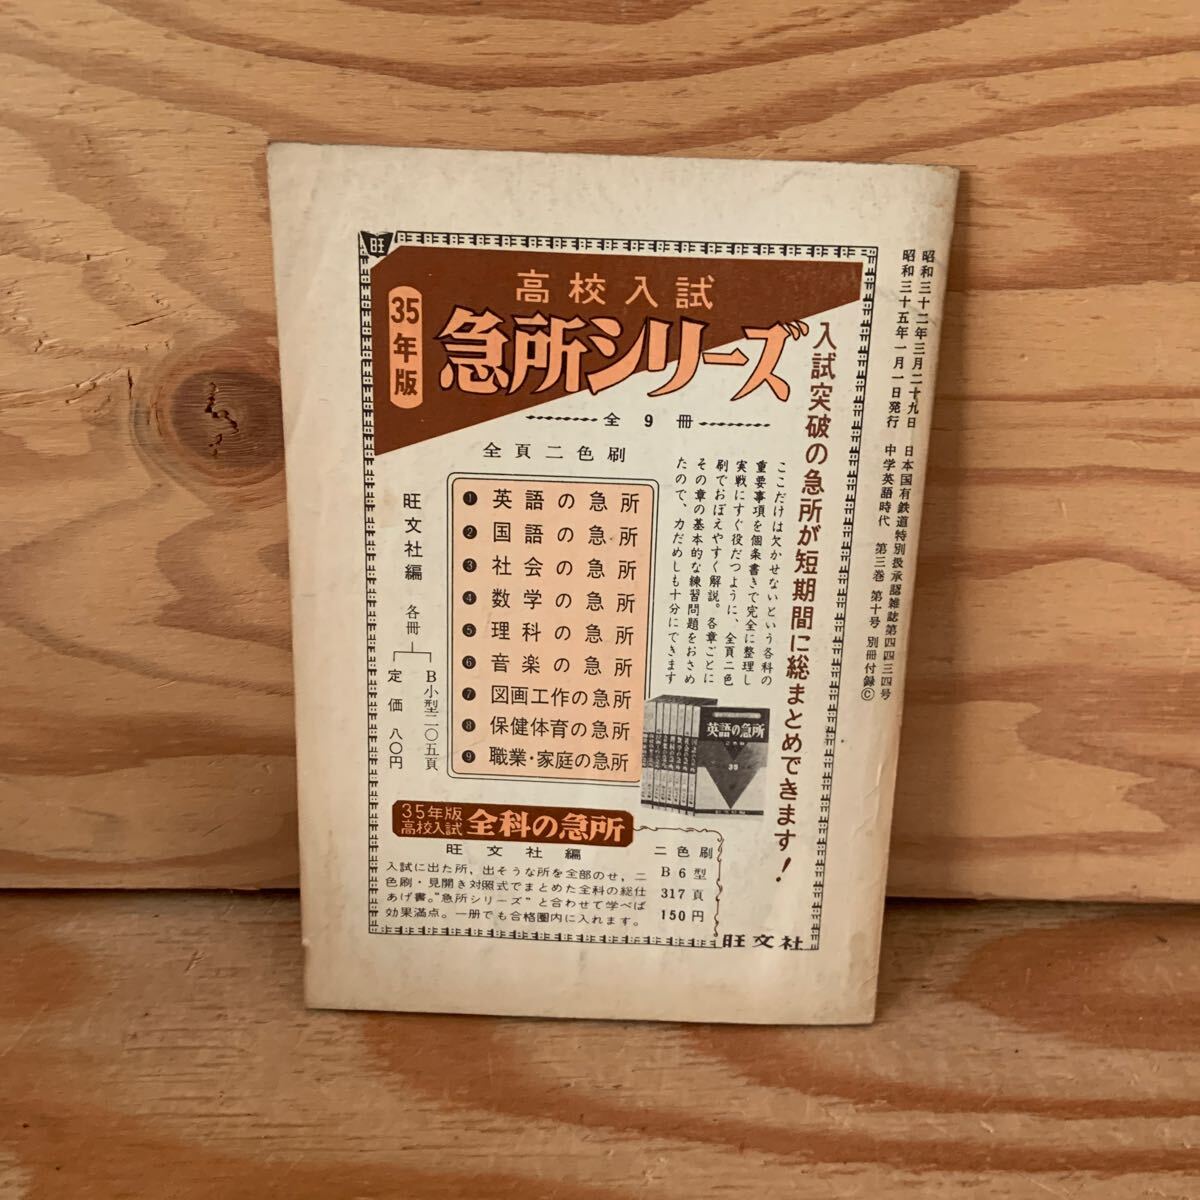 昭和三十二年三月二十九日 日本国有鉄道特別扱承認雑誌第四四三四号
昭和三十五年一月一日発行 中学英語時代 第三巻 第十号 別冊付録©
旺
高校入試
35年版
急所シリーズ
全9冊
入試突破の急所が短期間に総まとめできます!
全頁二色刷
ここだけは欠かせないという各科の
重要事項を個条書きで完全に整理し
実戦にすぐ役だつように、全頁二色
刷でおぼえやすく解説。各章ごとに
その章の基本的な練習問題をおさめ
たので、力だめしも十分にできます
❶ 英語の急所
❷ 国語の急所
❸ 社会の急所
❹ 数学の急所
❺ 理科の急所
❻ 音楽の急所
❼ 図画工作の急所
❽ 保健体育の急所
❾ 職業・家庭の急所
旺文社編 各冊
B小型二〇五頁
定価 八〇円
英語の急所
35
35年版
高校入試
全科の急所
旺文社編
二色刷
B6型
317頁
150円
入試に出た所,出そうな所を全部のせ,二
色刷・見開き対照式でまとめた全科の総仕
あげ書。"急所シリーズ"と合わせて学べば
効果満点。一冊でも合格圏内に入れます。
旺文社